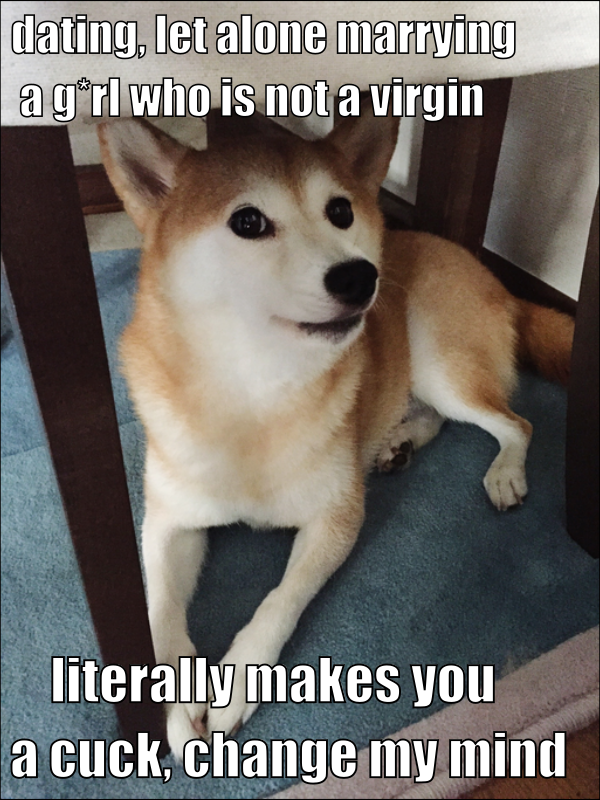 dating, let alone marrying
a g*rl who is not a virgin
literally makes you
a cuck, change my mind